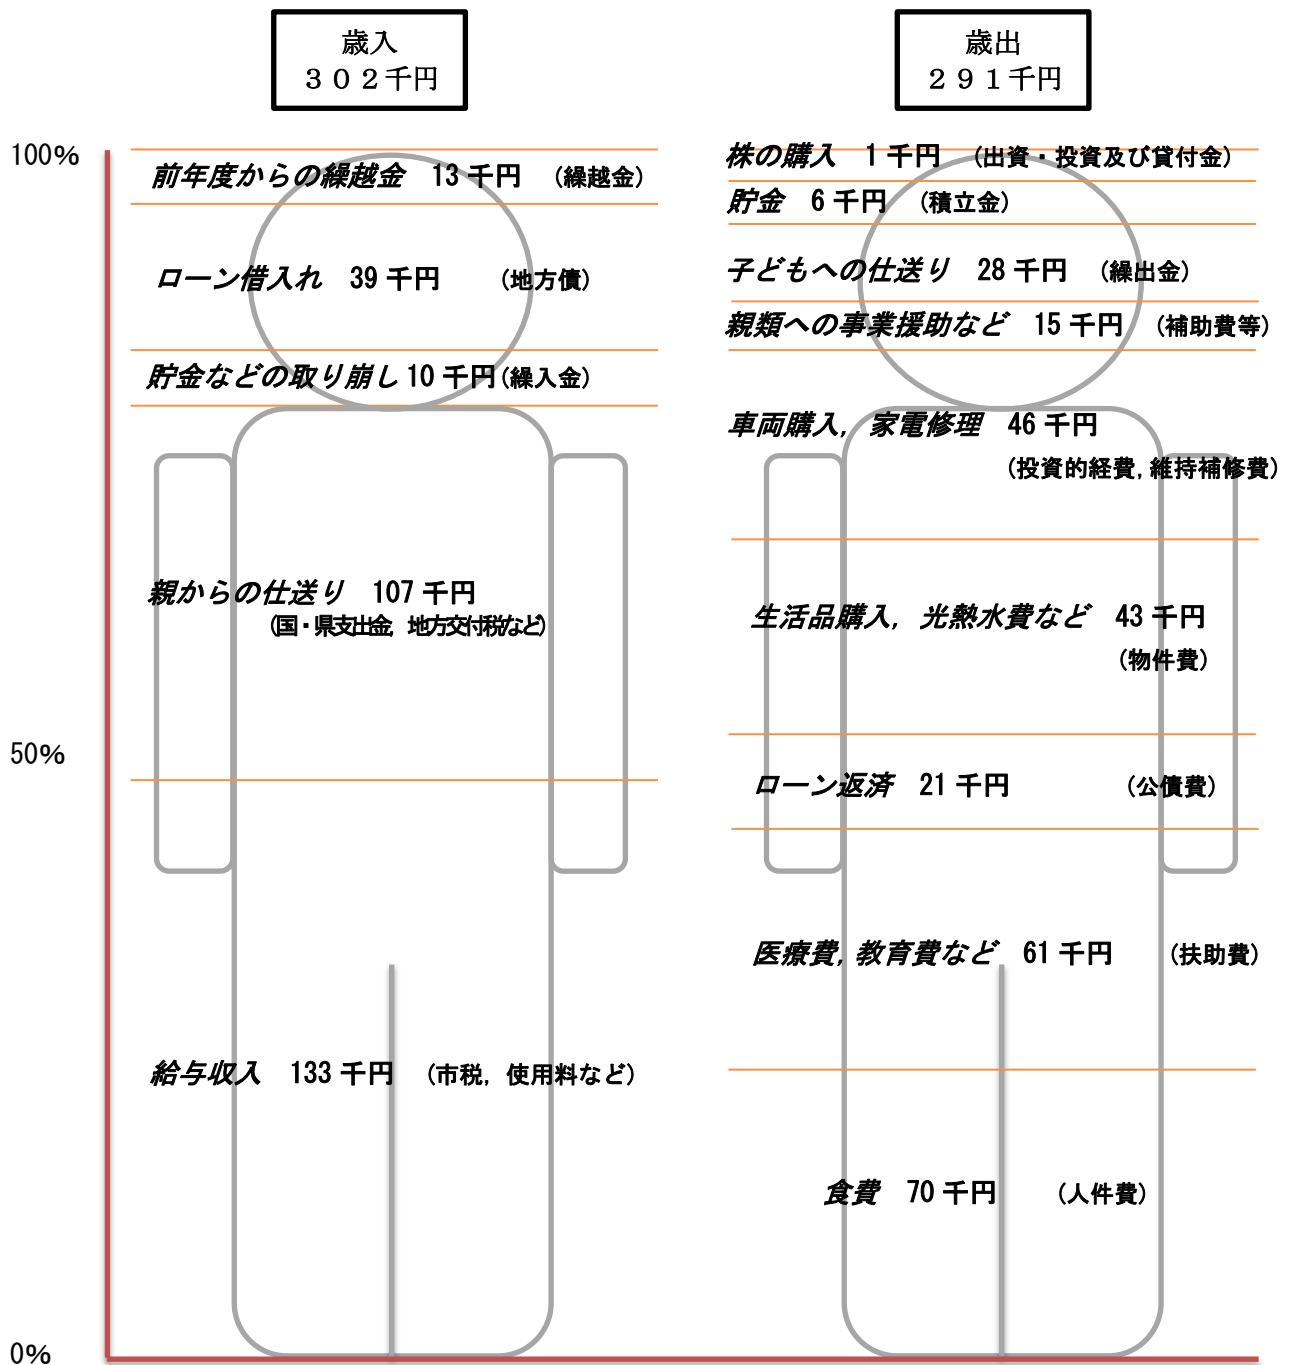 歳入
３０２千円
歳出
２９１千円
100%
50%
0%
前年度からの繰越金　13 千円　（繰越金）
ローン借入れ　39 千円　（地方債）
貯金などの取り崩し 10 千円（繰入金）
親からの仕送り　107 千円
（国・県支出金，地方交付税など）
給与収入　133 千円　（市税，使用料など）
株の購入　1 千円　（出資・投資及び貸付金）
貯金　6 千円　（積立金）
子どもへの仕送り　28 千円　（繰出金）
親類への事業援助など　15 千円　（補助費等）
車両購入，家電修理　46 千円
（投資的経費，維持補修費）
生活品購入，光熱水費など　43 千円
（物件費）
ローン返済　21 千円　（公債費）
医療費，教育費など　61 千円　（扶助費）
食費　70 千円　（人件費）